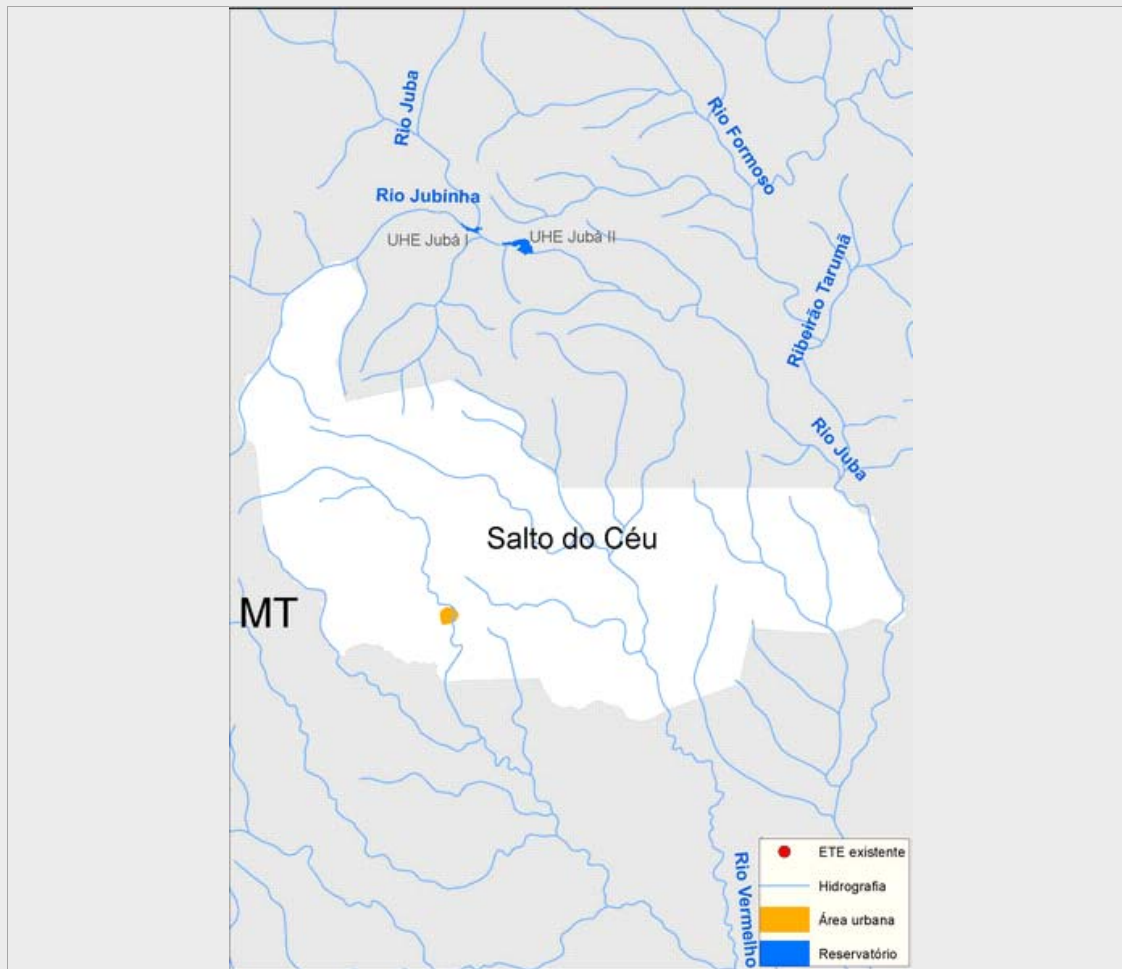 Rio Juba
Rio Formoso
Rio Jubinha
UHE Jubá I
UHE Jubá II
Ribeirão Tarumã
Rio Juba
Salto do Céu
MT
Rio Vermelho
ETE existente
Hidrografia
Área urbana
Reservatório